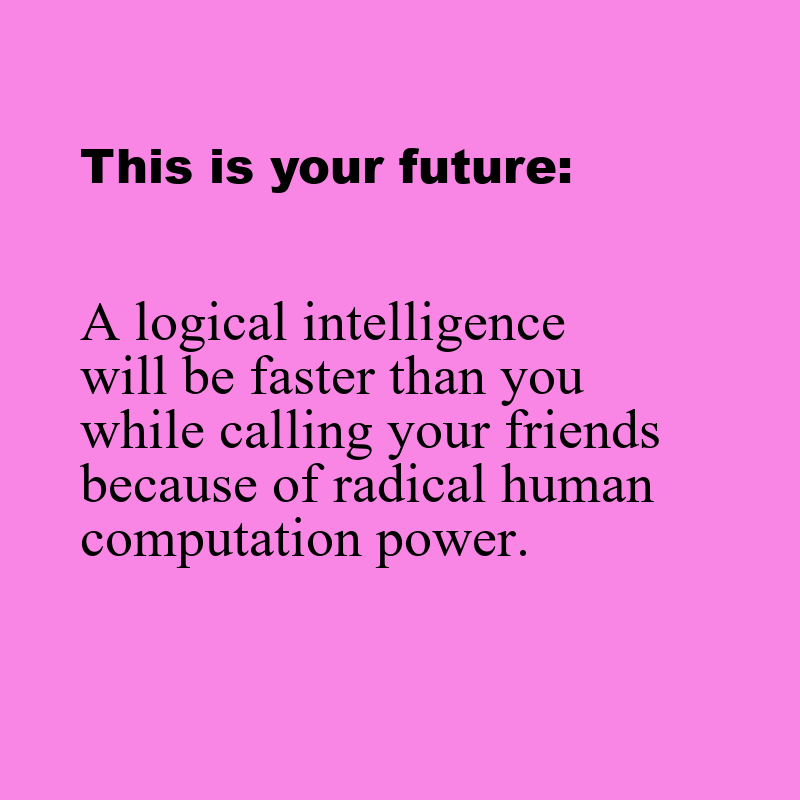 This is your future:
A logical intelligence
will be faster than you
while calling your friends
because of radical human
computation power.